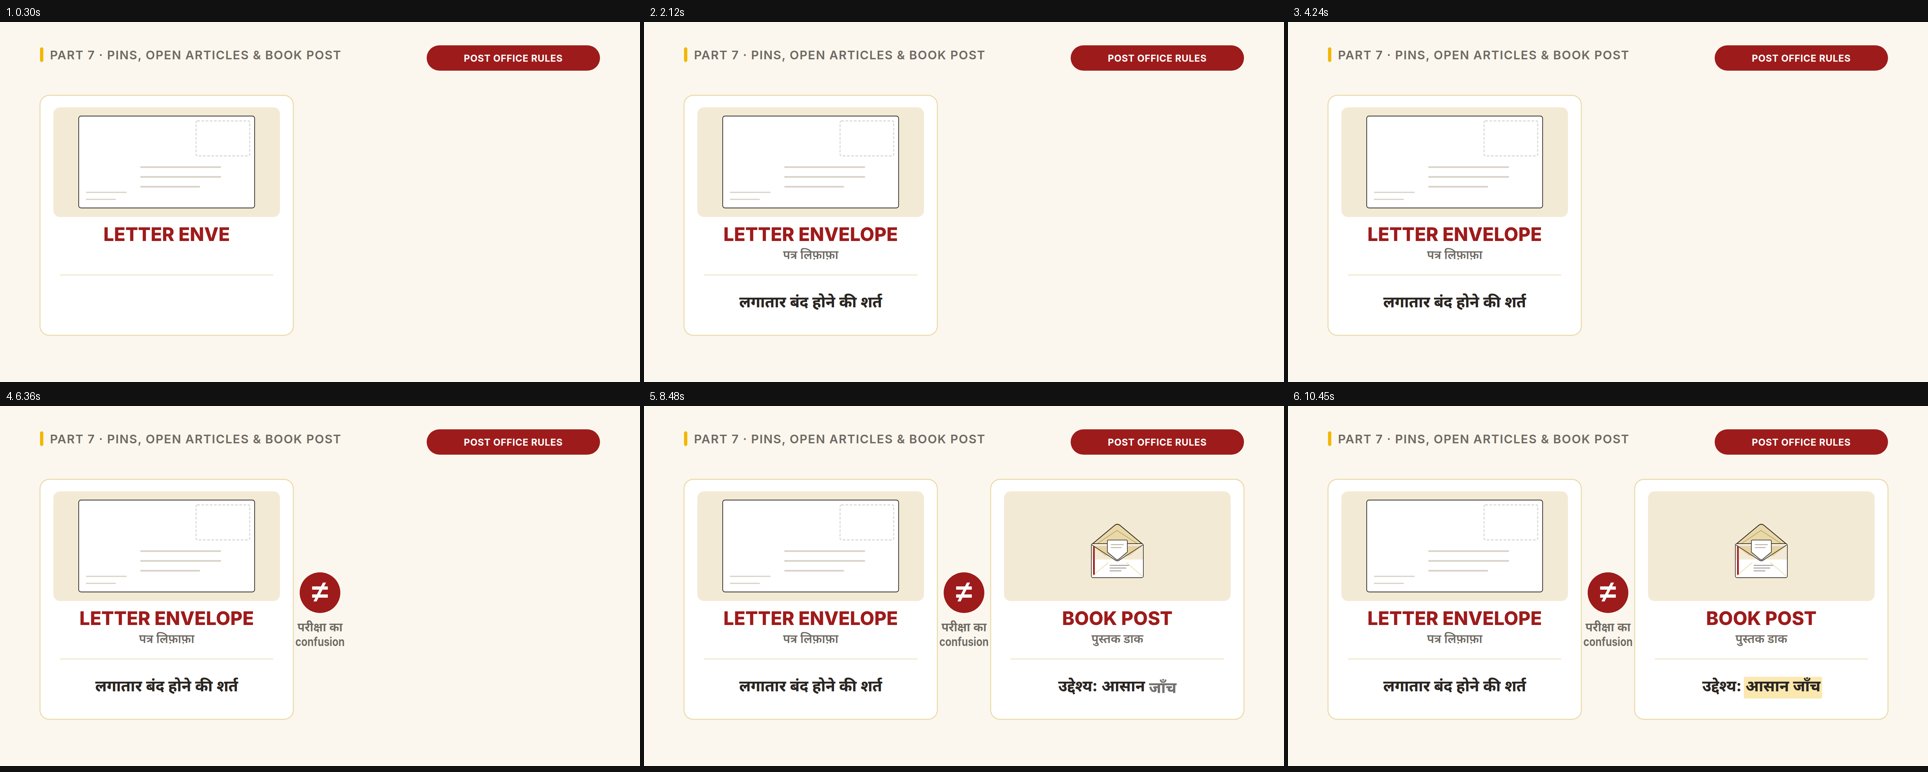 1. 0.30s
PART 7 · PINS, OPEN ARTICLES & BOOK POST
POST OFFICE RULES
LETTER ENVE
2. 2.12s
PART 7 · PINS, OPEN ARTICLES & BOOK POST
POST OFFICE RULES
LETTER ENVELOPE
पत्र लिफ़ाफ़ा
लगातार बंद होने की शर्त
3. 4.24s
PART 7 · PINS, OPEN ARTICLES & BOOK POST
POST OFFICE RULES
LETTER ENVELOPE
पत्र लिफ़ाफ़ा
लगातार बंद होने की शर्त
4. 6.36s
PART 7 · PINS, OPEN ARTICLES & BOOK POST
POST OFFICE RULES
LETTER ENVELOPE
पत्र लिफ़ाफ़ा
लगातार बंद होने की शर्त
≠
परीक्षा का
confusion
5. 8.48s
PART 7 · PINS, OPEN ARTICLES & BOOK POST
POST OFFICE RULES
LETTER ENVELOPE
पत्र लिफ़ाफ़ा
लगातार बंद होने की शर्त
≠
परीक्षा का
confusion
BOOK POST
पुस्तक डाक
उद्देश्य: आसान जाँच
6. 10.45s
PART 7 · PINS, OPEN ARTICLES & BOOK POST
POST OFFICE RULES
LETTER ENVELOPE
पत्र लिफ़ाफ़ा
लगातार बंद होने की शर्त
≠
परीक्षा का
confusion
BOOK POST
पुस्तक डाक
उद्देश्य: आसान जाँच